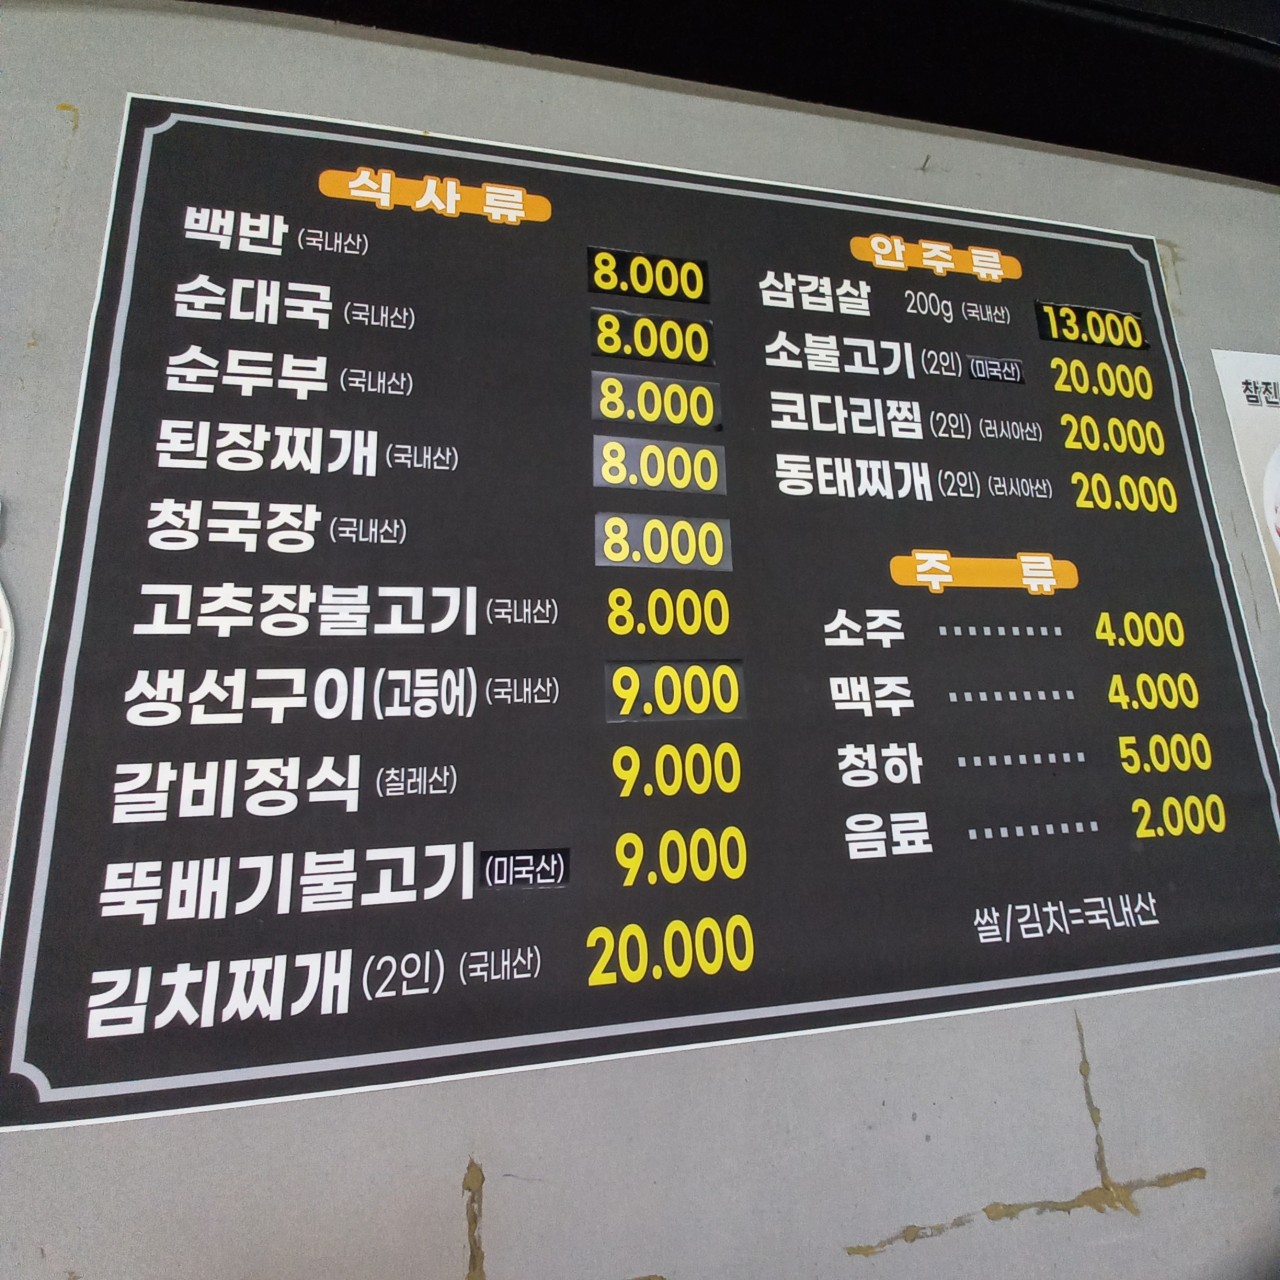 식사류
백반 (국내산) 8.000
순대국 (국내산) 8.000
순두부 (국내산) 8.000
된장찌개 (국내산) 8.000
청국장 (국내산) 8.000
고추장불고기 (국내산) 8.000
생선구이(고등어) (국내산) 9.000
갈비정식 (칠레산) 9.000
뚝배기불고기 (미국산) 9.000
김치찌개 (2인) (국내산) 20.000
안주류
삼겹살 200g (국내산) 13.000
소불고기 (2인) (미국산) 20.000
코다리찜 (2인) (러시아산) 20.000
동태찌개 (2인) (러시아산) 20.000
주 류
소주 ········· 4.000
맥주 ········· 4.000
청하 ········· 5.000
음료 ········· 2.000
쌀/김치=국내산
참진